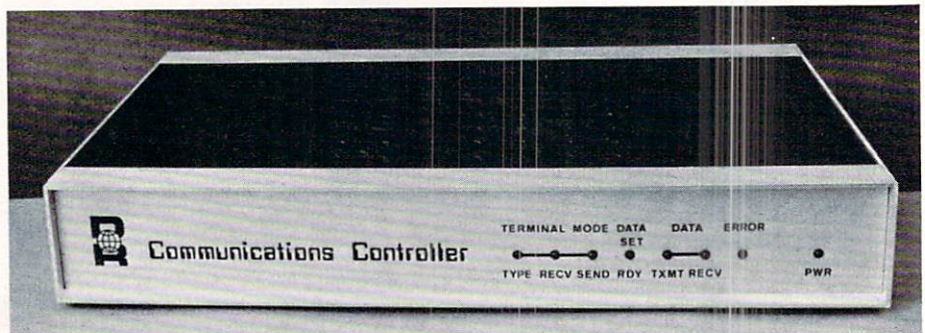 Communications Controller
TERMINAL MODE DATA SET DATA ERROR
TYPE RECV SEND RDY TXMT RECV PWR